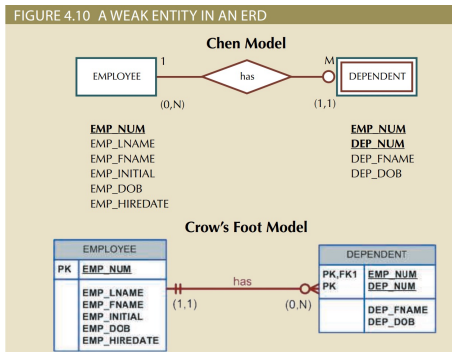 FIGURE 4.10 A WEAK ENTITY IN AN ERD
Chen Model
1 M
EMPLOYEE has DEPENDENT
(0,N) (1,1)
EMP_NUM EMP_NUM
EMP_LNAME DEP_NUM
EMP_FNAME DEP_FNAME
EMP_INITIAL DEP_DOB
EMP_DOB
EMP_HIREDATE
Crow's Foot Model
EMPLOYEE
PK EMP_NUM
EMP_LNAME
EMP_FNAME
EMP_INITIAL
EMP_DOB
EMP_HIREDATE
has
(1,1) (0,N)
DEPENDENT
PK,FK1 EMP_NUM
PK DEP_NUM
DEP_FNAME
DEP_DOB